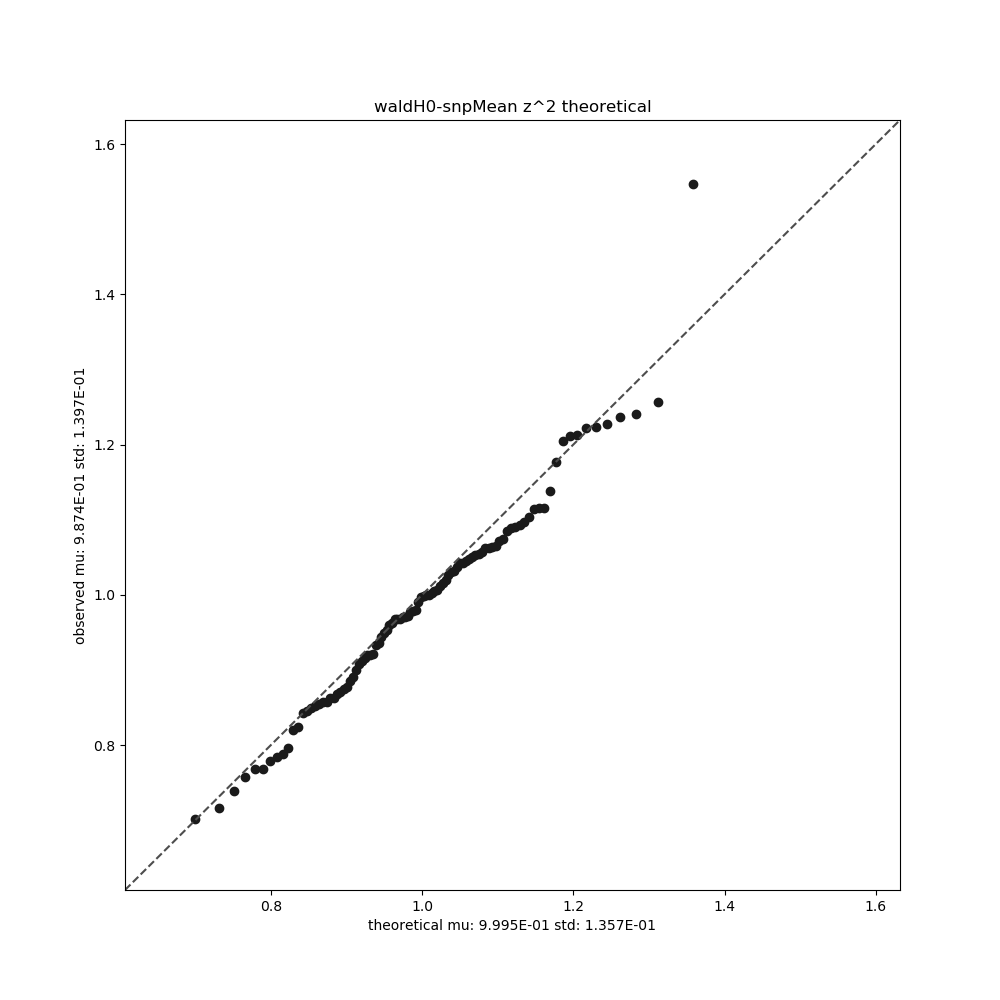 waldH0-snpMean z^2 theoretical
1.6
1.4
1.2
1.0
0.8
observed mu: 9.874E-01 std: 1.397E-01
0.8 1.0 1.2 1.4 1.6
theoretical mu: 9.995E-01 std: 1.357E-01